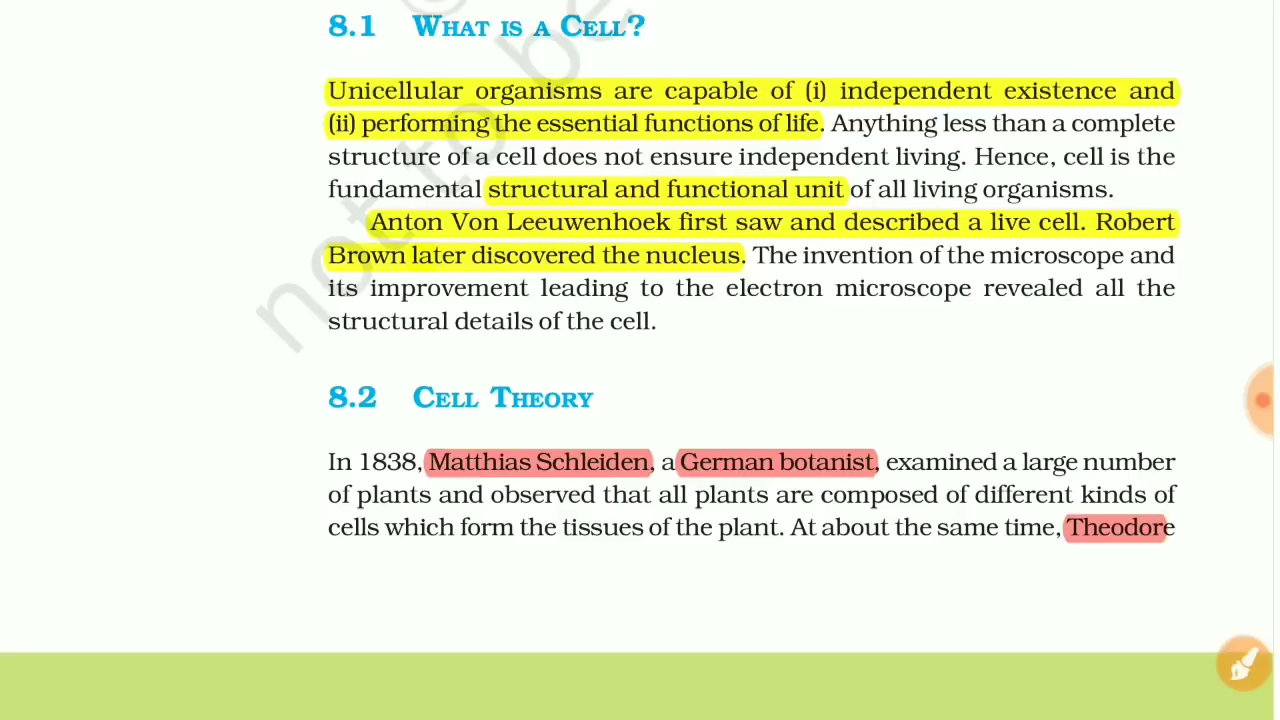 8.1 WHAT IS A CELL?
Unicellular organisms are capable of (i) independent existence and
(ii) performing the essential functions of life. Anything less than a complete
structure of a cell does not ensure independent living. Hence, cell is the
fundamental structural and functional unit of all living organisms.
Anton Von Leeuwenhoek first saw and described a live cell. Robert
Brown later discovered the nucleus. The invention of the microscope and
its improvement leading to the electron microscope revealed all the
structural details of the cell.
8.2 CELL THEORY
In 1838, Matthias Schleiden, a German botanist, examined a large number
of plants and observed that all plants are composed of different kinds of
cells which form the tissues of the plant. At about the same time, Theodore
not to be